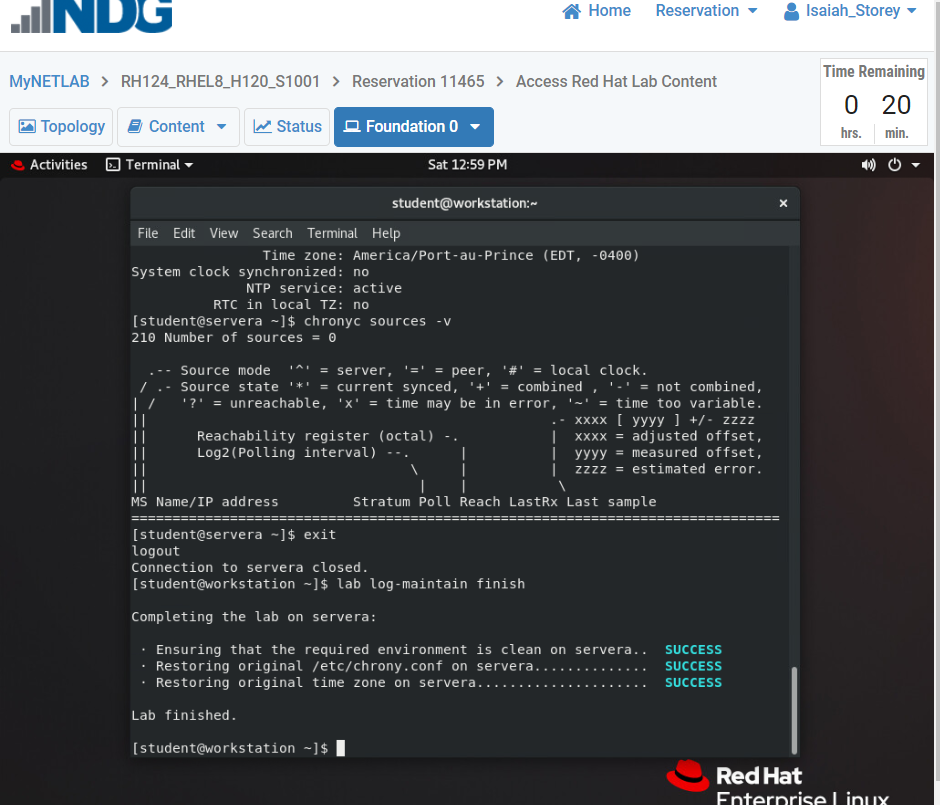 NDG
Home Reservation Isaiah_Storey
MyNETLAB > RH124_RHEL8_H120_S1001 > Reservation 11465 > Access Red Hat Lab Content
Time Remaining
0 20
hrs. min.
Topology Content Status Foundation 0
Activities Terminal Sat 12:59 PM
student@workstation:~ ×
File Edit View Search Terminal Help
Time zone: America/Port-au-Prince (EDT, -0400)
System clock synchronized: no
NTP service: active
RTC in local TZ: no
[student@servera ~]$ chronyc sources -v
210 Number of sources = 0
.-- Source mode '^' = server, '=' = peer, '#' = local clock.
/ .- Source state '*' = current synced, '+' = combined , '-' = not combined,
| / '?' = unreachable, 'x' = time may be in error, '~' = time too variable.
|| .- xxxx [ yyyy ] +/- zzzz
|| Reachability register (octal) -. | xxxx = adjusted offset,
|| Log2(Polling interval) --. | | yyyy = measured offset,
|| \ | | zzzz = estimated error.
|| | | \
MS Name/IP address Stratum Poll Reach LastRx Last sample
===============================================================================
[student@servera ~]$ exit
logout
Connection to servera closed.
[student@workstation ~]$ lab log-maintain finish
Completing the lab on servera:
· Ensuring that the required environment is clean on servera.. SUCCESS
· Restoring original /etc/chrony.conf on servera.............. SUCCESS
· Restoring original time zone on servera..................... SUCCESS
Lab finished.
[student@workstation ~]$
Red Hat
Enterprise Linux